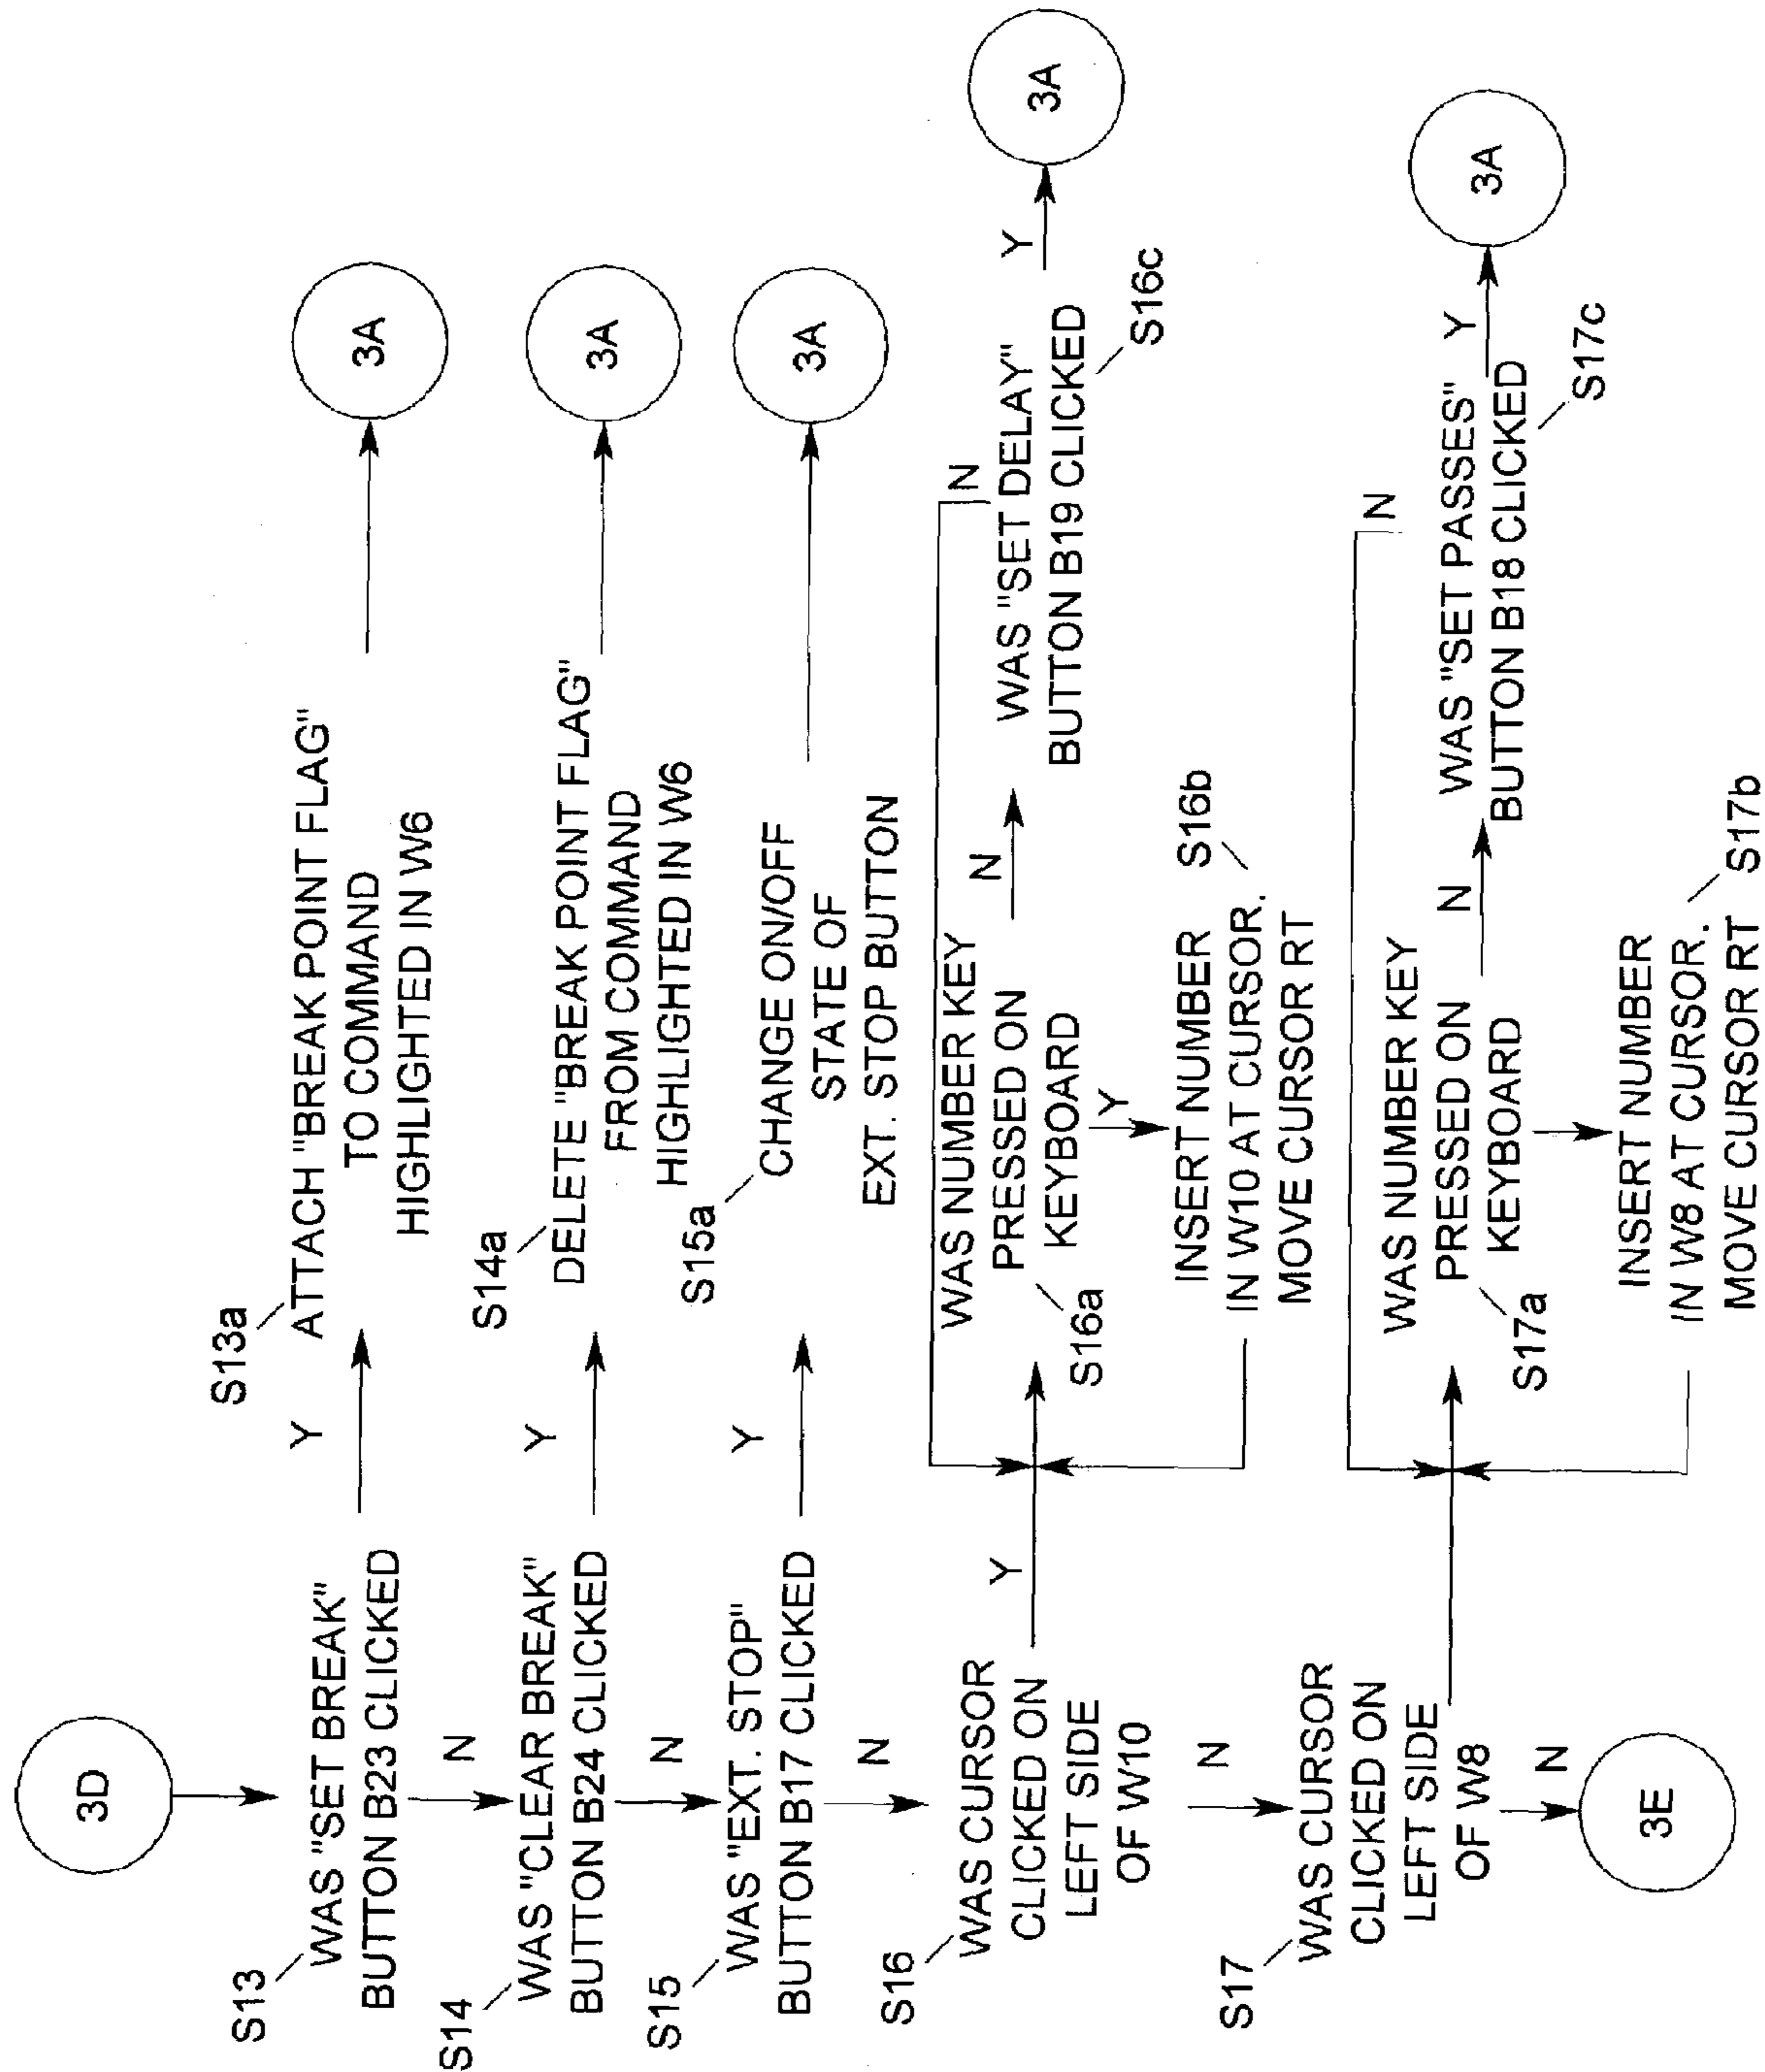 3D
S13
WAS "SET BREAK"
BUTTON B23 CLICKED
Y
S13a
ATTACH "BREAK POINT FLAG"
TO COMMAND
HIGHLIGHTED IN W6
3A
N
S14
WAS "CLEAR BREAK"
BUTTON B24 CLICKED
Y
S14a
DELETE "BREAK POINT FLAG"
FROM COMMAND
HIGHLIGHTED IN W6
3A
N
S15
WAS "EXT. STOP"
BUTTON B17 CLICKED
Y
S15a
CHANGE ON/OFF
STATE OF
EXT. STOP BUTTON
3A
N
S16
WAS CURSOR
CLICKED ON
LEFT SIDE
OF W10
Y
WAS NUMBER KEY
PRESSED ON
KEYBOARD
S16a
N
N
WAS "SET DELAY"
BUTTON B19 CLICKED
S16c
Y
3A
Y
INSERT NUMBER
IN W10 AT CURSOR.
MOVE CURSOR RT
S16b
N
S17
WAS CURSOR
CLICKED ON
LEFT SIDE
OF W8
WAS NUMBER KEY
PRESSED ON
KEYBOARD
S17a
N
N
WAS "SET PASSES"
BUTTON B18 CLICKED
S17c
Y
3A
INSERT NUMBER
IN W8 AT CURSOR.
MOVE CURSOR RT
S17b
N
3E